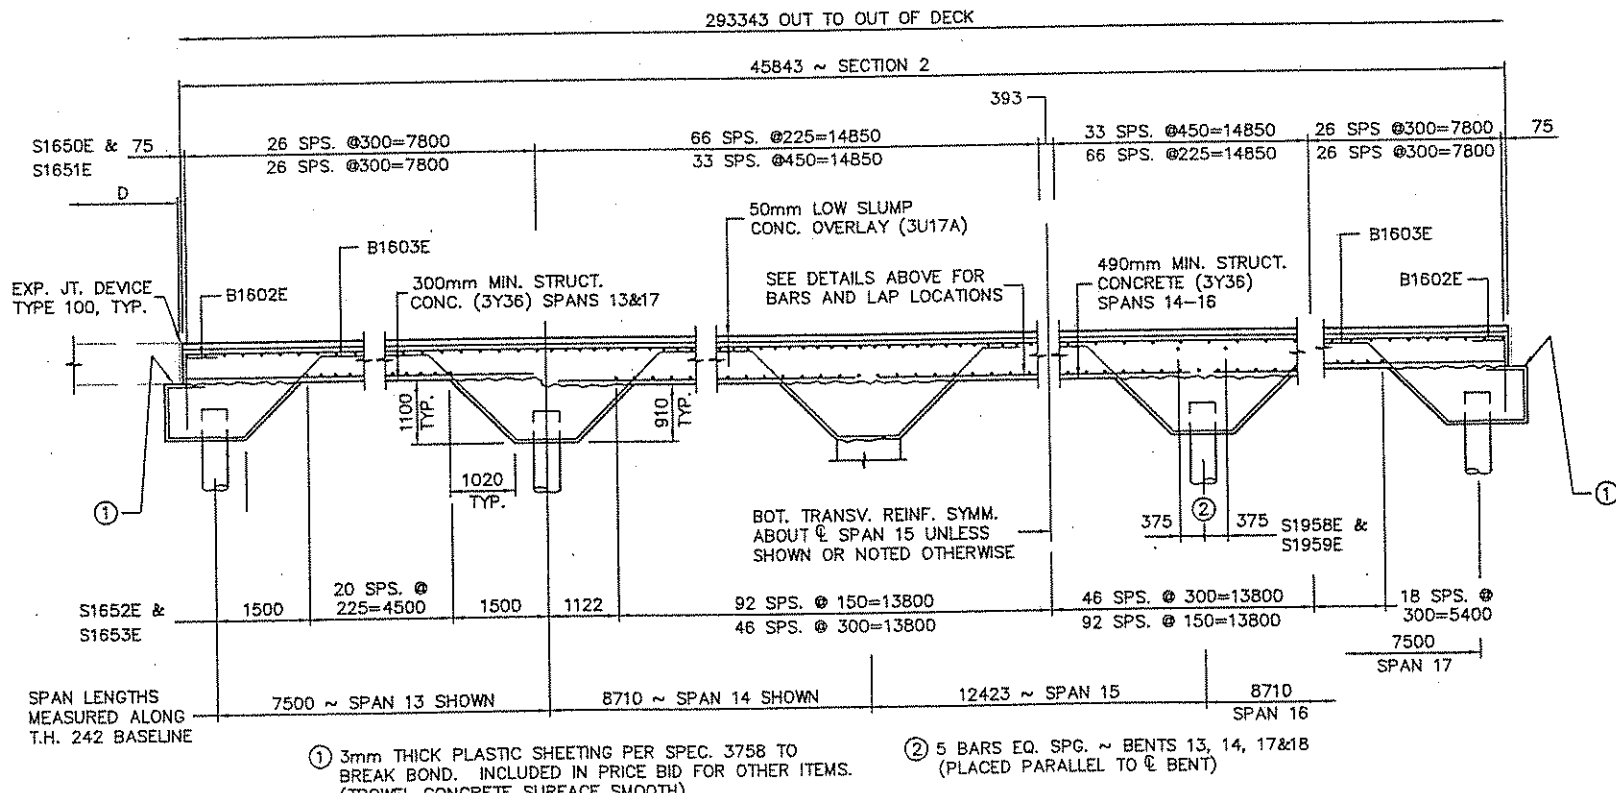 293343 OUT TO OUT OF DECK
45843 ~ SECTION 2
393
S1650E &
S1651E
75
26 SPS. @300=7800
26 SPS. @300=7800
66 SPS. @225=14850
33 SPS. @450=14850
33 SPS. @450=14850
66 SPS. @225=14850
26 SPS. @300=7800
26 SPS. @300=7800
75
D
50mm LOW SLUMP
CONC. OVERLAY (3U17A)
B1603E
B1603E
EXP. JT. DEVICE
TYPE 100, TYP.
B1602E
300mm MIN. STRUCT.
CONC. (3Y36) SPANS 13&17
SEE DETAILS ABOVE FOR
BARS AND LAP LOCATIONS
490mm MIN. STRUCT.
CONCRETE (3Y36)
SPANS 14-16
B1602E
1100
TYP.
910
TYP.
1020
TYP.
①
①
BOT. TRANSV. REINF. SYMM.
ABOUT ℄ SPAN 15 UNLESS
SHOWN OR NOTED OTHERWISE
375
②
375
S1958E &
S1959E
S1652E &
S1653E
1500
20 SPS. @
225=4500
1500
1122
92 SPS. @ 150=13800
46 SPS. @ 300=13800
46 SPS. @ 300=13800
92 SPS. @ 150=13800
18 SPS. @
300=5400
7500
SPAN 17
SPAN LENGTHS
MEASURED ALONG
T.H. 242 BASELINE
7500 ~ SPAN 13 SHOWN
8710 ~ SPAN 14 SHOWN
12423 ~ SPAN 15
8710
SPAN 16
① 3mm THICK PLASTIC SHEETING PER SPEC. 3758 TO
BREAK BOND. INCLUDED IN PRICE BID FOR OTHER ITEMS.
(TROWEL CONCRETE SURFACE SMOOTH)
② 5 BARS EQ. SPG. ~ BENTS 13, 14, 17&18
(PLACED PARALLEL TO ℄ BENT)